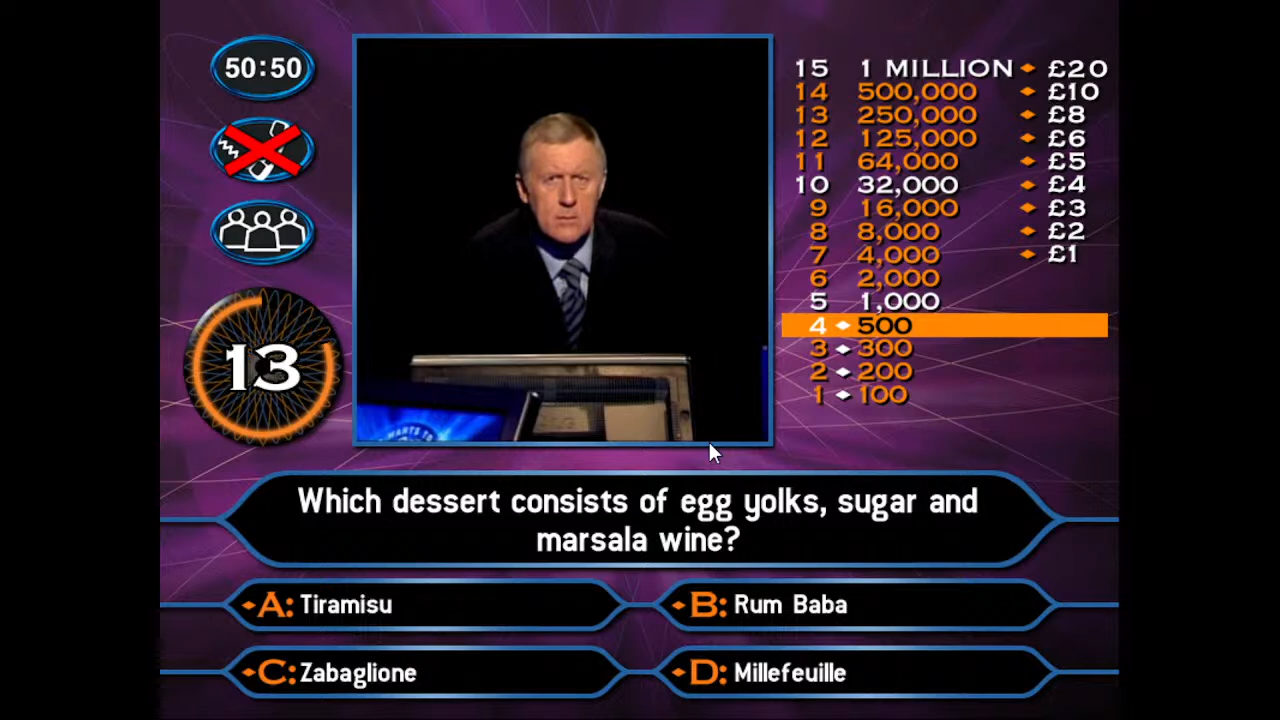 50:50
15 1 MILLION £20
14 500,000 £10
13 250,000 £8
12 125,000 £6
11 64,000 £5
10 32,000 £4
9 16,000 £3
8 8,000 £2
7 4,000 £1
6 2,000
5 1,000
4 500
3 300
2 200
1 100
13
WANTS TO
Which dessert consists of egg yolks, sugar and
marsala wine?
A: Tiramisu
B: Rum Baba
C: Zabaglione
D: Millefeuille